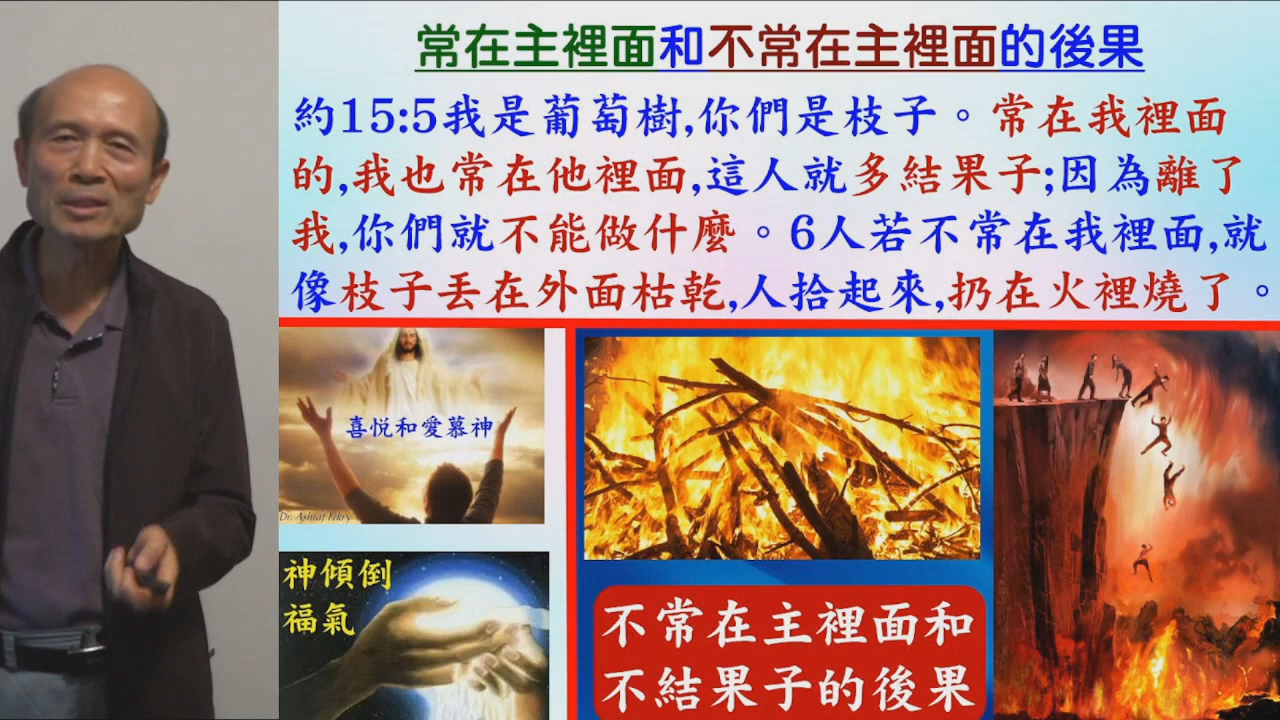 常在主裡面和不常在主裡面的後果
約15:5我是葡萄樹,你們是枝子。常在我裡面
的,我也常在他裡面,這人就多結果子;因為離了
我,你們就不能做什麼。6人若不常在我裡面,就
像枝子丟在外面枯乾,人拾起來,扔在火裡燒了。
喜悅和愛慕神
Dr. Ashraf Fekry
神傾倒
福氣
不常在主裡面和
不結果子的後果